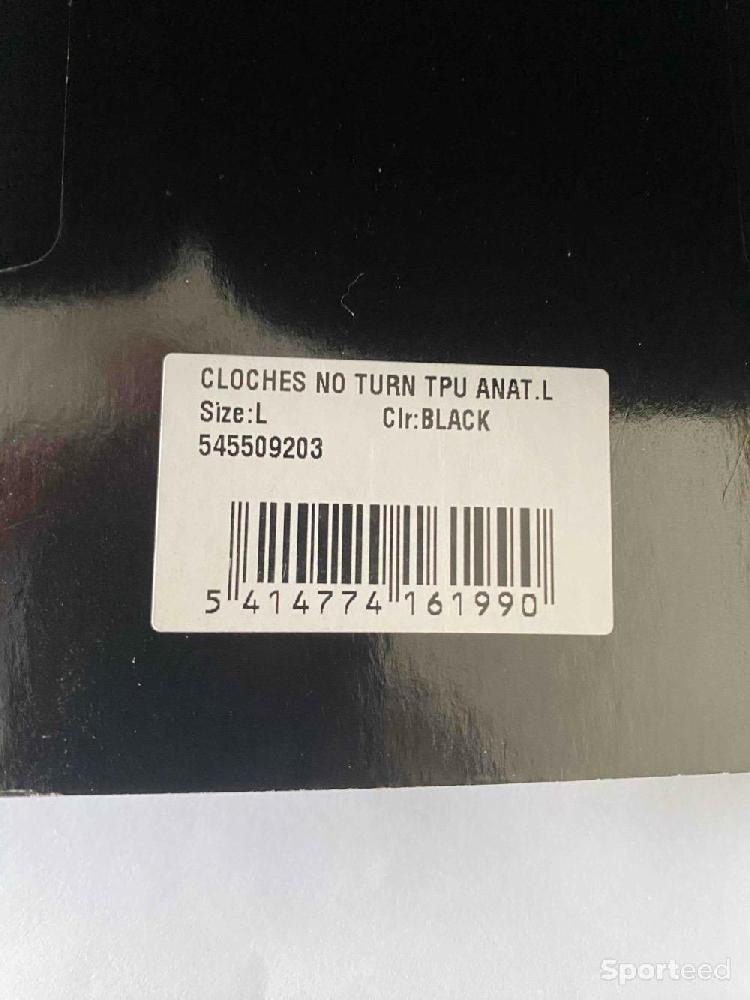 CLOCHES NO TURN TPU ANAT.L
Size:L Clr:BLACK
545509203
5 414774 161990
Sporteed